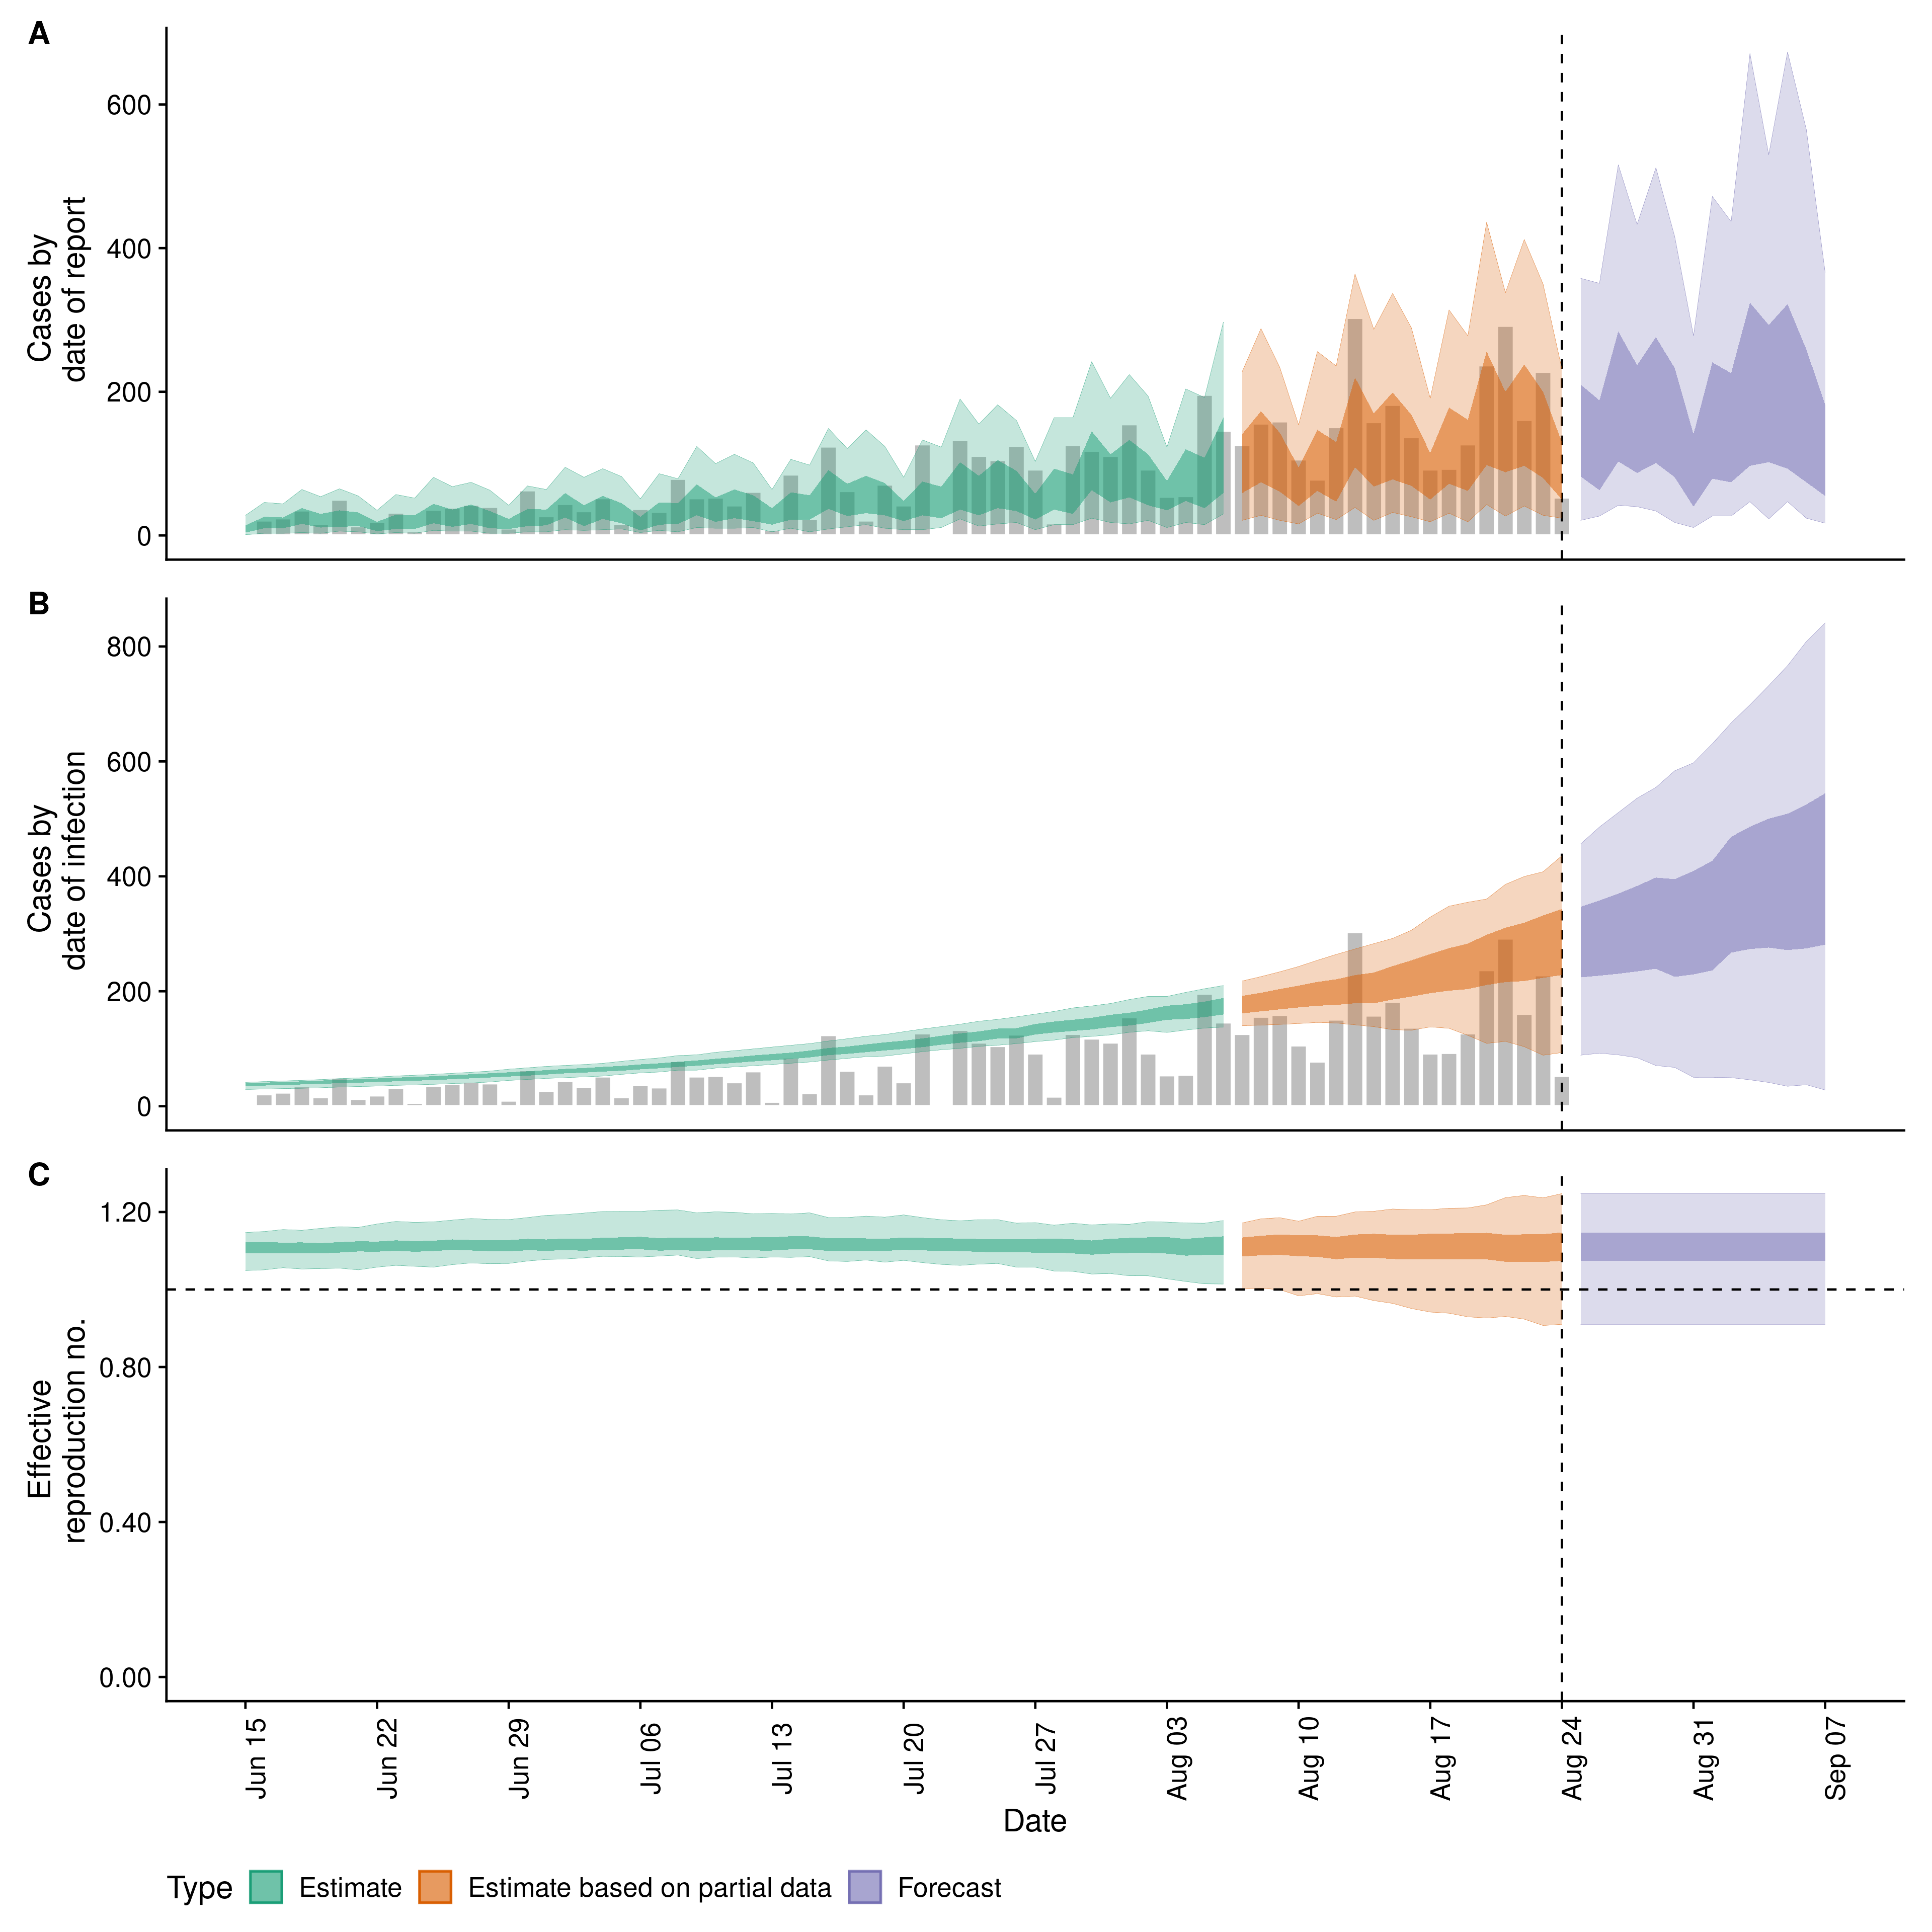 A
600
400
200
0
Cases by
date of report
B
800
600
400
200
0
Cases by
date of infection
C
1.20
0.80
0.40
0.00
Effective
reproduction no.
Jun 15
Jun 22
Jun 29
Jul 06
Jul 13
Jul 20
Jul 27
Aug 03
Aug 10
Aug 17
Aug 24
Aug 31
Sep 07
Date
Type Estimate Estimate based on partial data Forecast